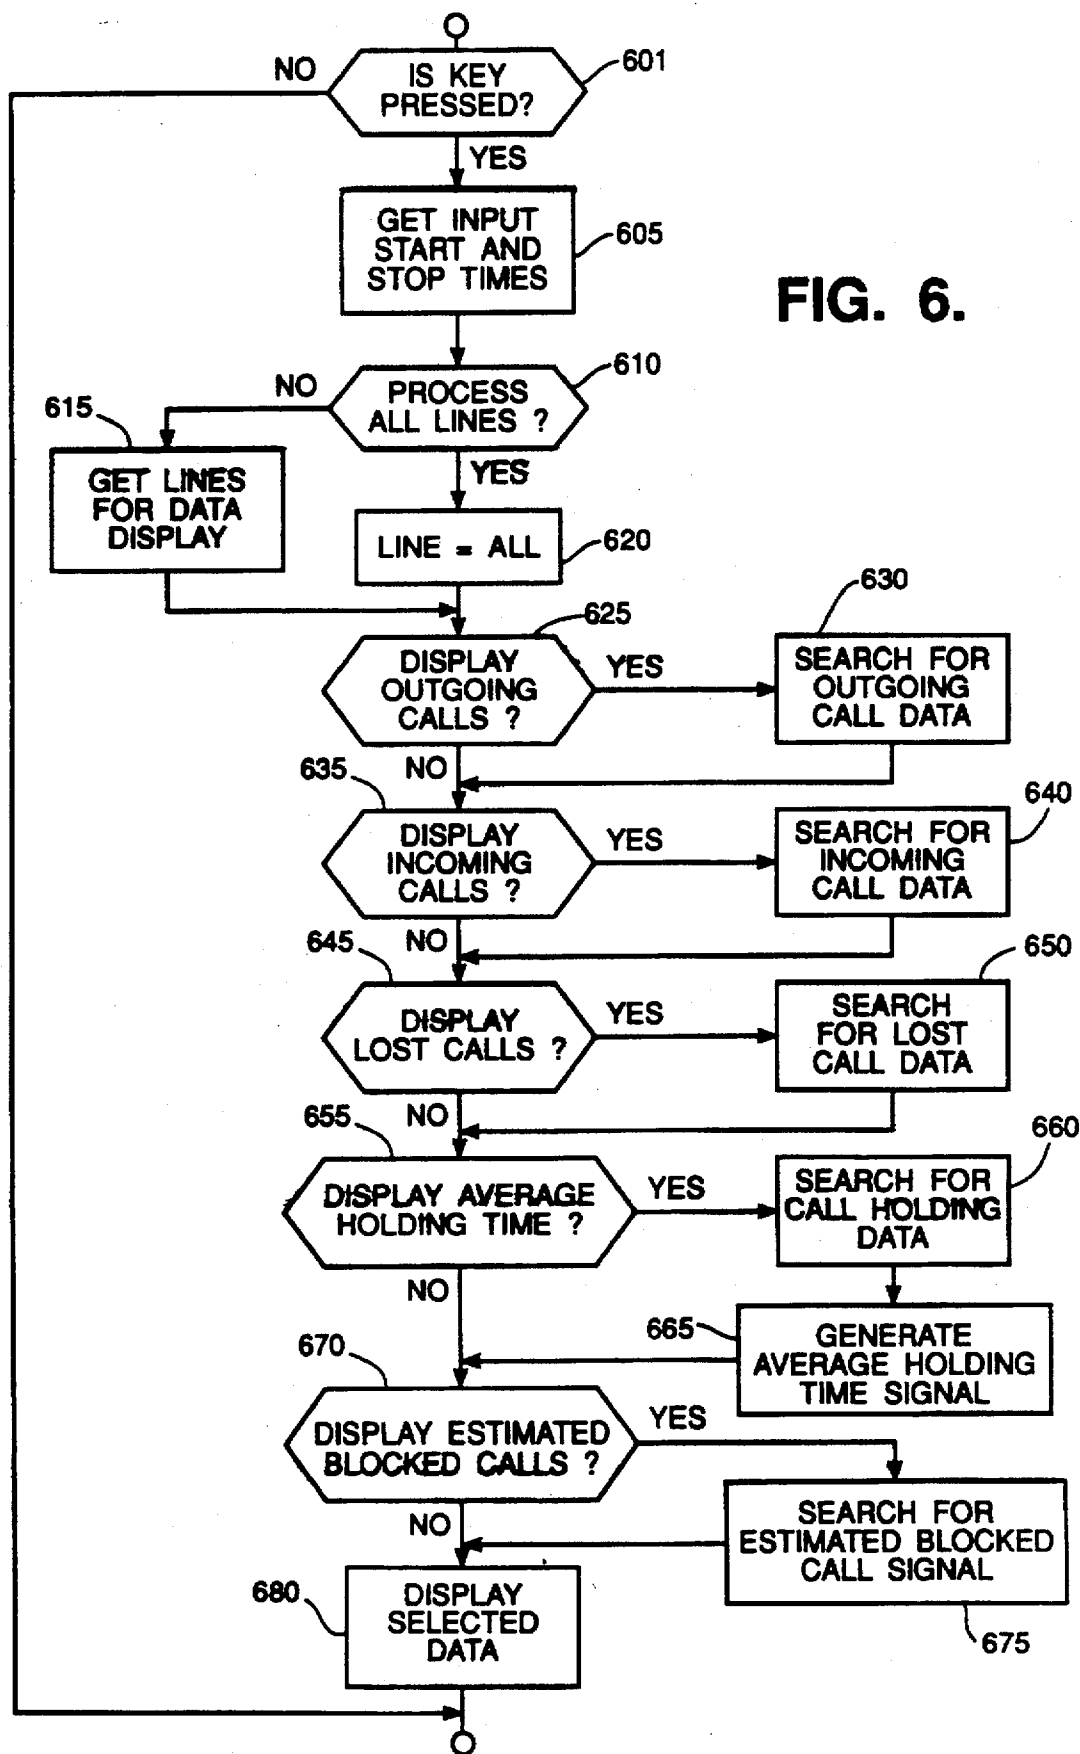 NO
IS KEY
PRESSED?
601
YES
GET INPUT
START AND
STOP TIMES
605
FIG. 6.
NO
PROCESS
ALL LINES ?
610
615
GET LINES
FOR DATA
DISPLAY
YES
LINE = ALL
620
625
630
DISPLAY
OUTGOING
CALLS ?
YES
SEARCH FOR
OUTGOING
CALL DATA
NO
635
640
DISPLAY
INCOMING
CALLS ?
YES
SEARCH FOR
INCOMING
CALL DATA
NO
645
650
DISPLAY
LOST CALLS ?
YES
SEARCH
FOR LOST
CALL DATA
NO
655
660
DISPLAY AVERAGE
HOLDING TIME ?
YES
SEARCH FOR
CALL HOLDING
DATA
NO
665
GENERATE
AVERAGE HOLDING
TIME SIGNAL
670
DISPLAY ESTIMATED
BLOCKED CALLS ?
YES
SEARCH FOR
ESTIMATED BLOCKED
CALL SIGNAL
675
NO
680
DISPLAY
SELECTED
DATA